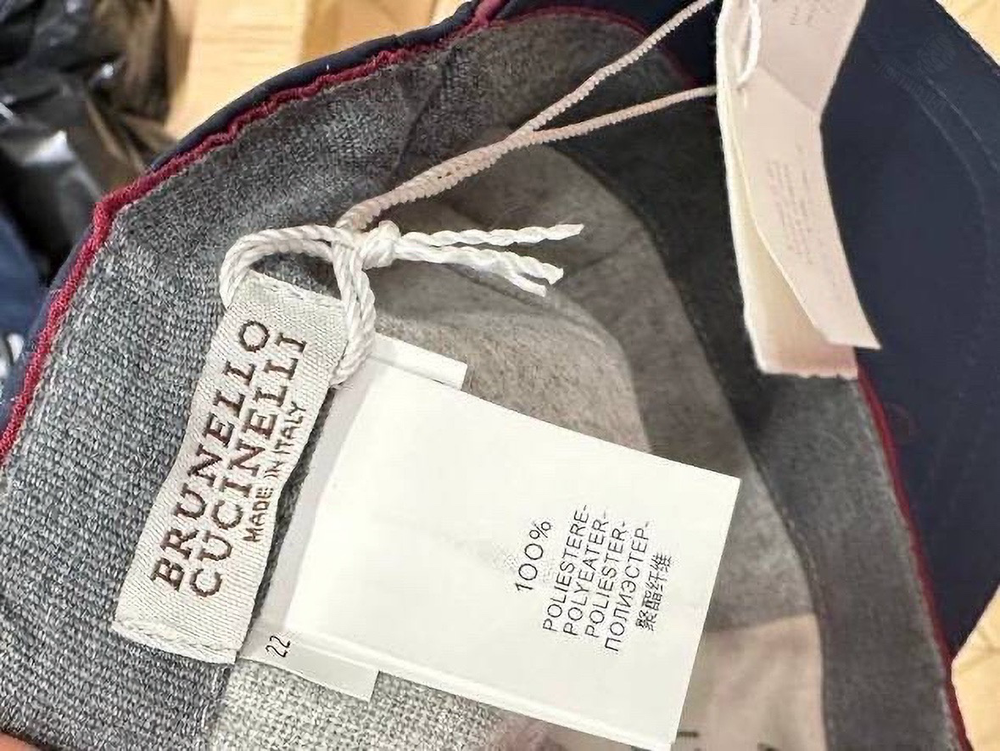 BRUNELLO
CUCINELLI
MADE IN ITALY
22
100%
POLIESTERE-
POLYEATER-
POLIESTER-
ПОЛИЭСТЕР-
聚酯纤维